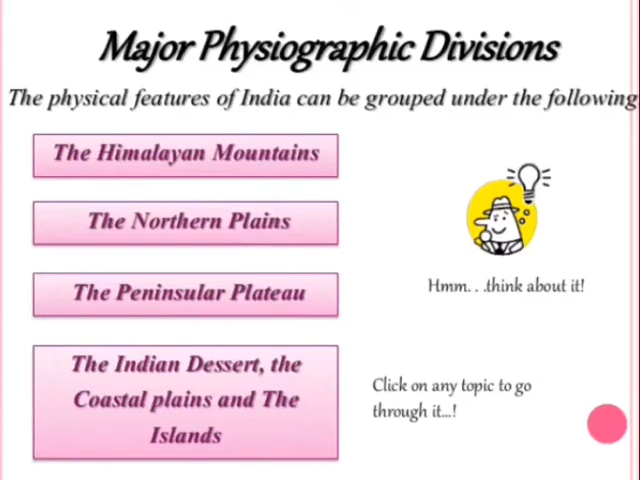 Major Physiographic Divisions
The physical features of India can be grouped under the following
The Himalayan Mountains
The Northern Plains
The Peninsular Plateau
The Indian Dessert, the
Coastal plains and The
Islands
Hmm. . .think about it!
Click on any topic to go
through it...!